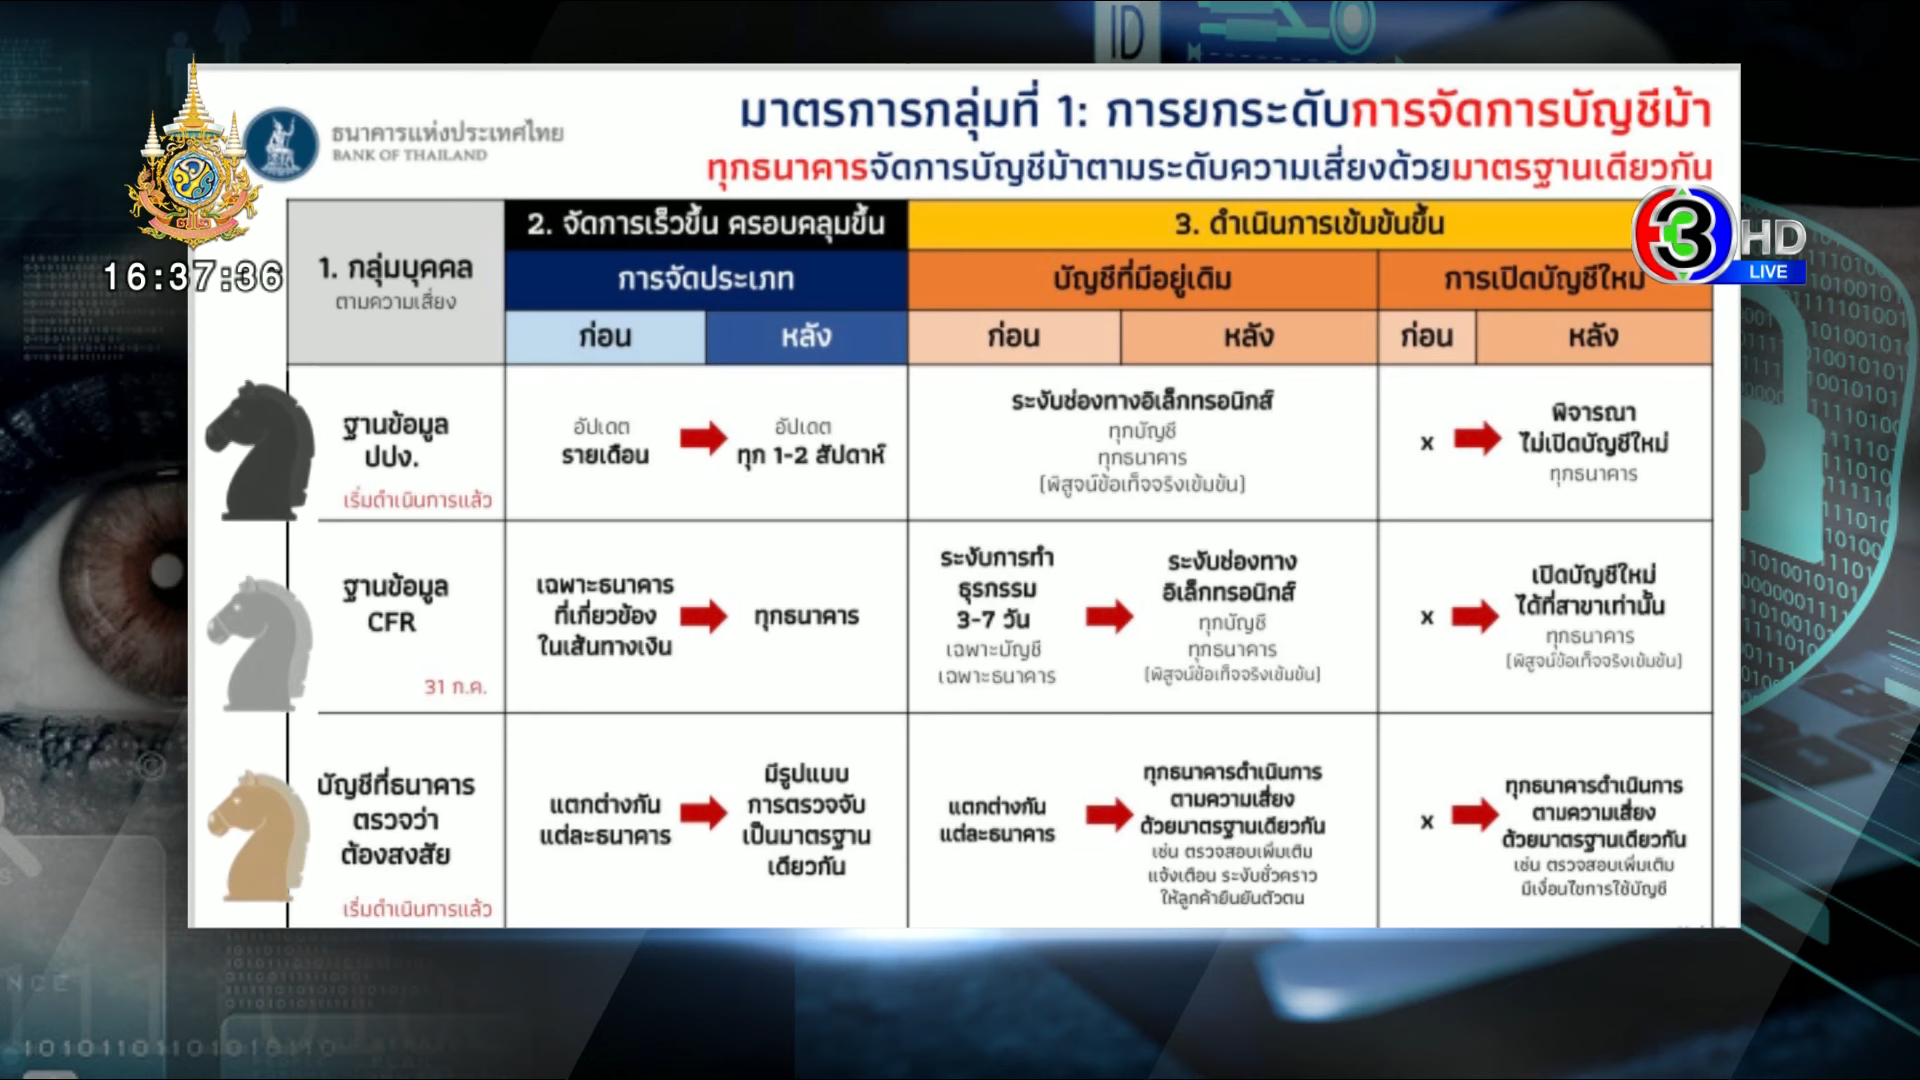 ID
ธนาคารแห่งประเทศไทย
BANK OF THAILAND
มาตรการกลุ่มที่ 1: การยกระดับการจัดการบัญชีม้า
ทุกธนาคารจัดการบัญชีม้าตามระดับความเสี่ยงด้วยมาตรฐานเดียวกัน
3 HD
LIVE
16:37:36
1. กลุ่มบุคคล
ตามความเสี่ยง
2. จัดการเร็วขึ้น ครอบคลุมขึ้น
3. ดำเนินการเข้มข้นขึ้น
การจัดประเภท
บัญชีที่มีอยู่เดิม
การเปิดบัญชีใหม่
ก่อน
หลัง
ก่อน
หลัง
ก่อน
หลัง
ฐานข้อมูล
ปปง.
เริ่มดำเนินการแล้ว
อัปเดต
รายเดือน
อัปเดต
ทุก 1-2 สัปดาห์
ระงับช่องทางอิเล็กทรอนิกส์
ทุกบัญชี
ทุกธนาคาร
(พิสูจน์ข้อเท็จจริงเข้มข้น)
x
พิจารณา
ไม่เปิดบัญชีใหม่
ทุกธนาคาร
ฐานข้อมูล
CFR
31 ก.ค.
เฉพาะธนาคาร
ที่เกี่ยวข้อง
ในเส้นทางเงิน
ทุกธนาคาร
ระงับการทำ
ธุรกรรม
3-7 วัน
เฉพาะบัญชี
เฉพาะธนาคาร
ระงับช่องทาง
อิเล็กทรอนิกส์
ทุกบัญชี
ทุกธนาคาร
(พิสูจน์ข้อเท็จจริงเข้มข้น)
x
เปิดบัญชีใหม่
ได้ที่สาขาเท่านั้น
ทุกธนาคาร
(พิสูจน์ข้อเท็จจริงเข้มข้น)
บัญชีที่ธนาคาร
ตรวจว่า
ต้องสงสัย
เริ่มดำเนินการแล้ว
แตกต่างกัน
แต่ละธนาคาร
มีรูปแบบ
การตรวจจับ
เป็นมาตรฐาน
เดียวกัน
แตกต่างกัน
แต่ละธนาคาร
ทุกธนาคารดำเนินการ
ตามความเสี่ยง
ด้วยมาตรฐานเดียวกัน
เช่น ตรวจสอบเพิ่มเติม
แจ้งเตือน ระงับชั่วคราว
ให้ลูกค้ายืนยันตัวตน
x
ทุกธนาคารดำเนินการ
ตามความเสี่ยง
ด้วยมาตรฐานเดียวกัน
เช่น ตรวจสอบเพิ่มเติม
มีเงื่อนไขการใช้บัญชี